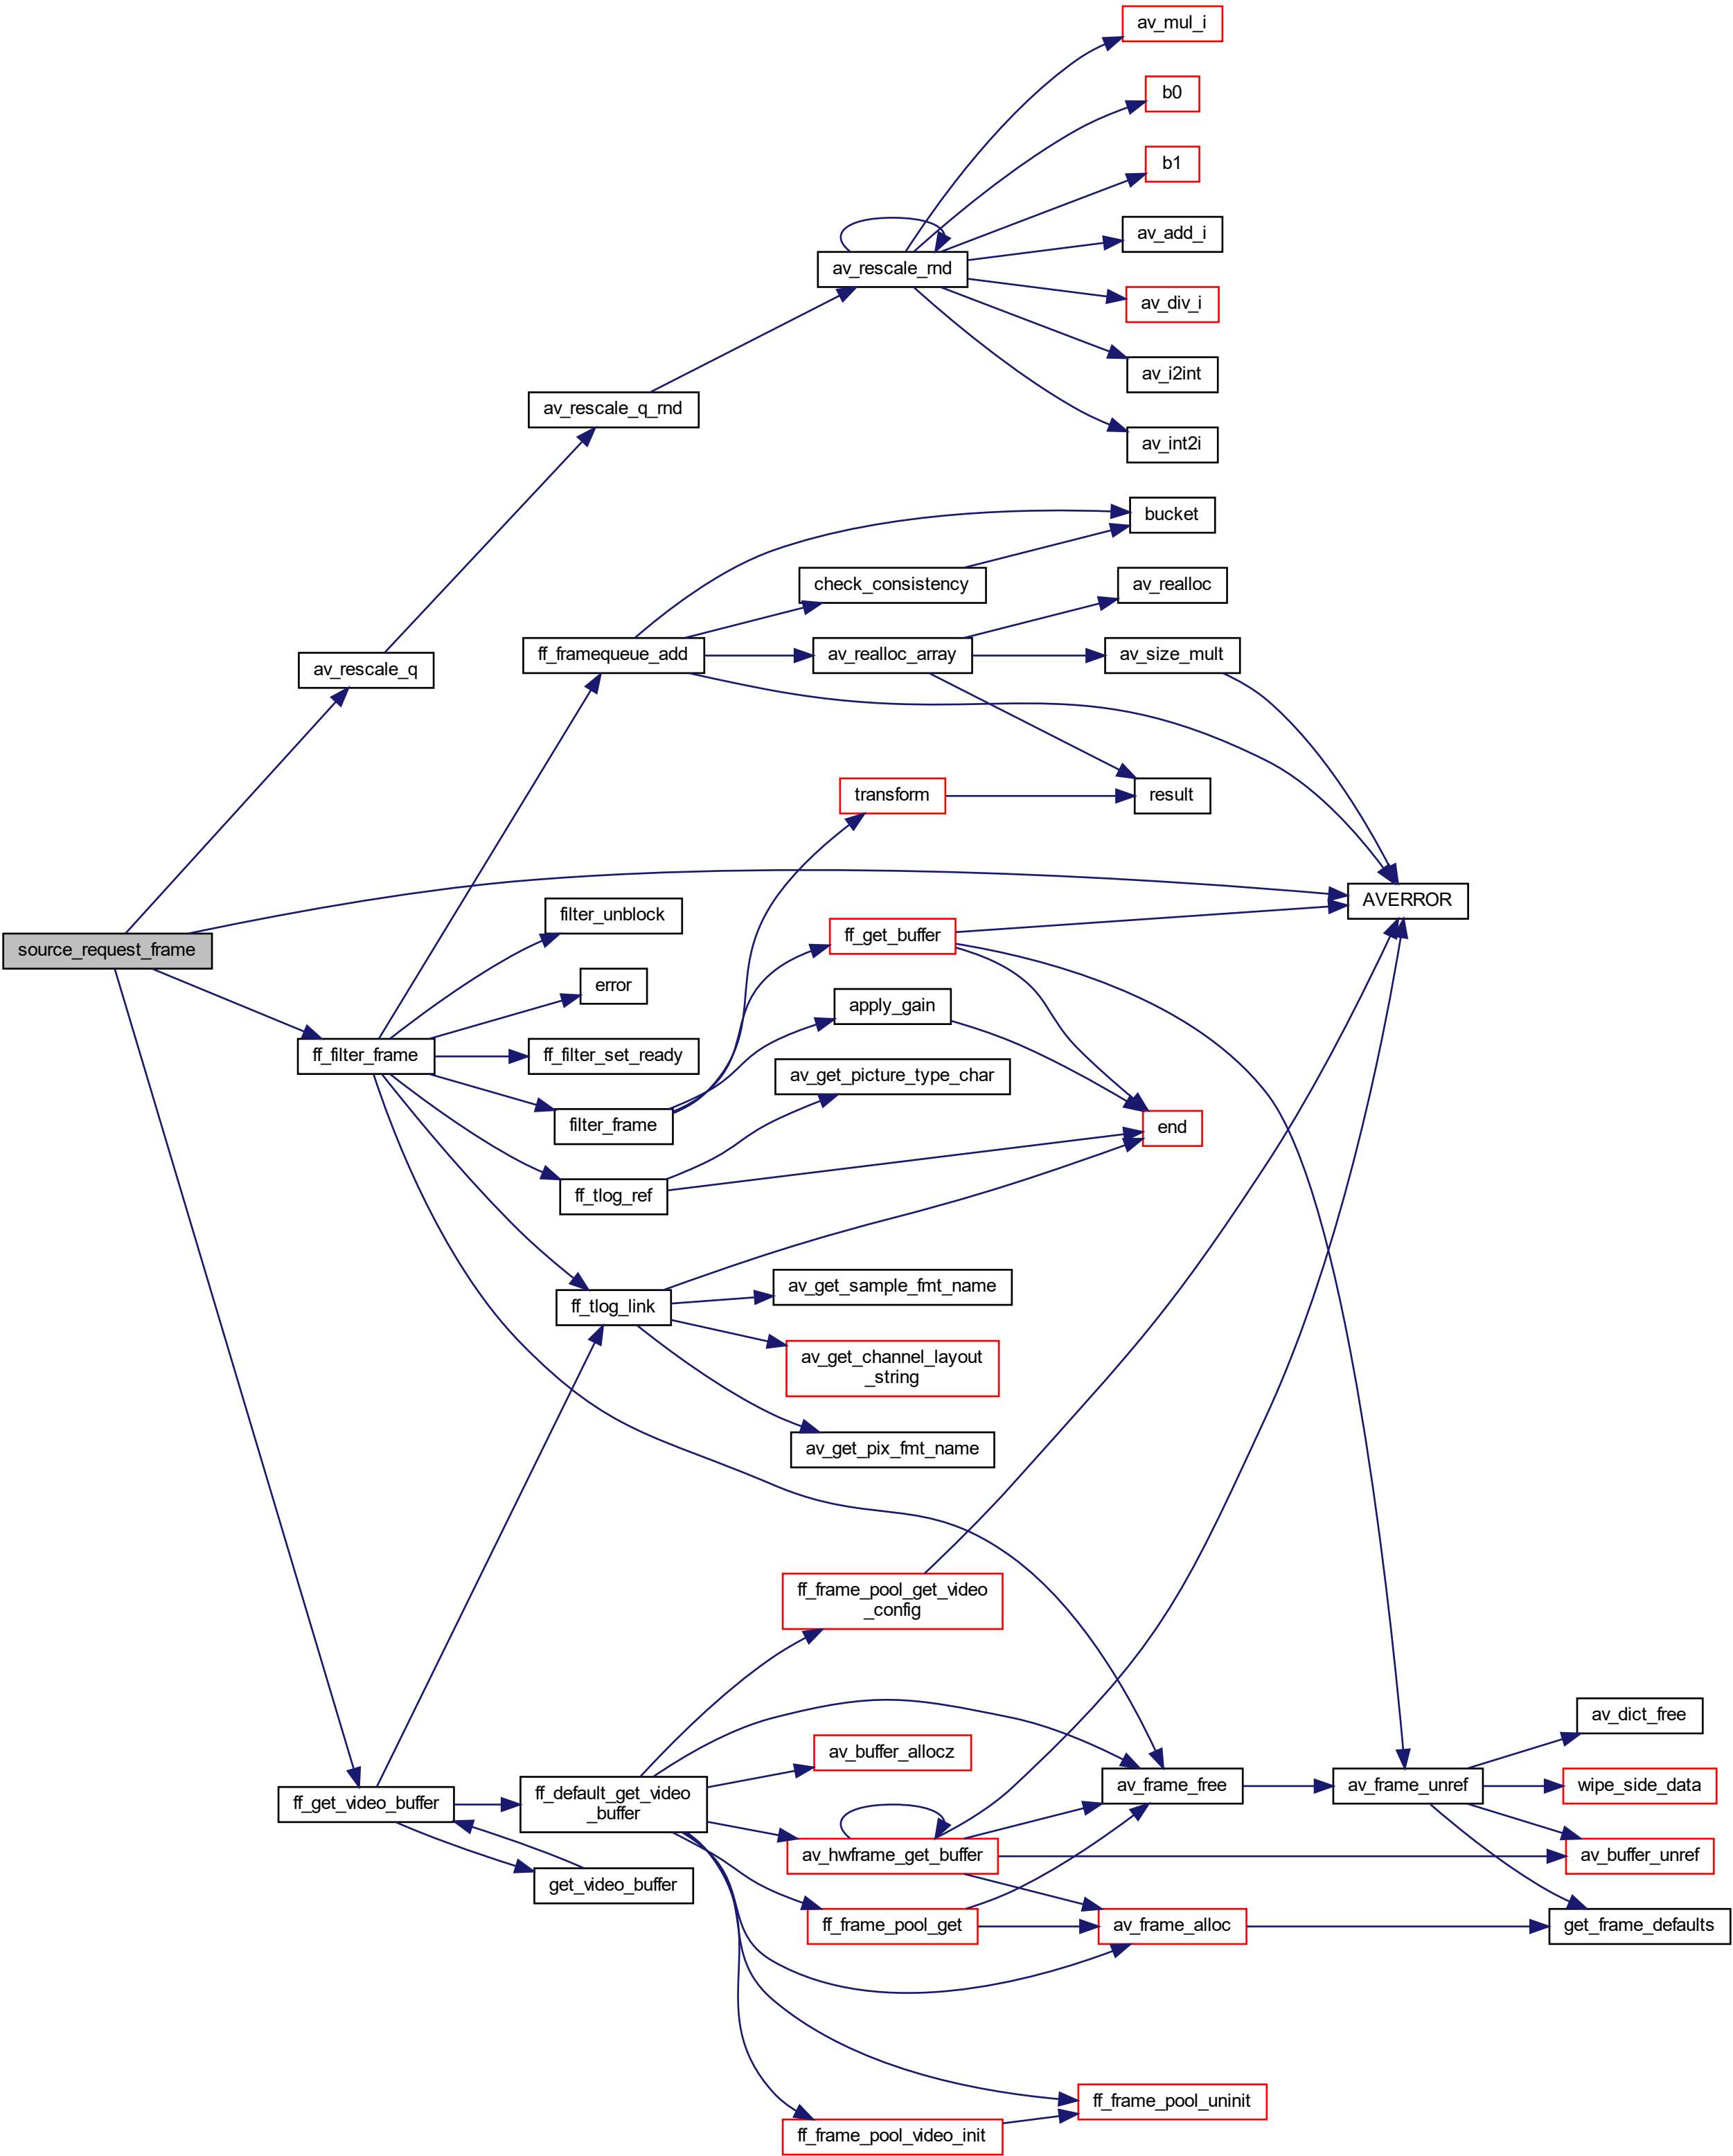 av_mul_i
b0
b1
av_add_i
av_rescale_rnd
av_div_i
av_i2int
av_rescale_q_rnd
av_int2i
bucket
check_consistency
av_realloc
ff_framequeue_add
av_realloc_array
av_size_mult
av_rescale_q
transform
result
AVERROR
filter_unblock
ff_get_buffer
source_request_frame
error
apply_gain
ff_filter_frame
ff_filter_set_ready
av_get_picture_type_char
filter_frame
end
ff_tlog_ref
av_get_sample_fmt_name
ff_tlog_link
av_get_channel_layout
_string
av_get_pix_fmt_name
ff_frame_pool_get_video
_config
av_dict_free
av_buffer_allocz
ff_get_video_buffer
ff_default_get_video
_buffer
av_frame_free
av_frame_unref
wipe_side_data
av_hwframe_get_buffer
av_buffer_unref
get_video_buffer
ff_frame_pool_get
av_frame_alloc
get_frame_defaults
ff_frame_pool_uninit
ff_frame_pool_video_init